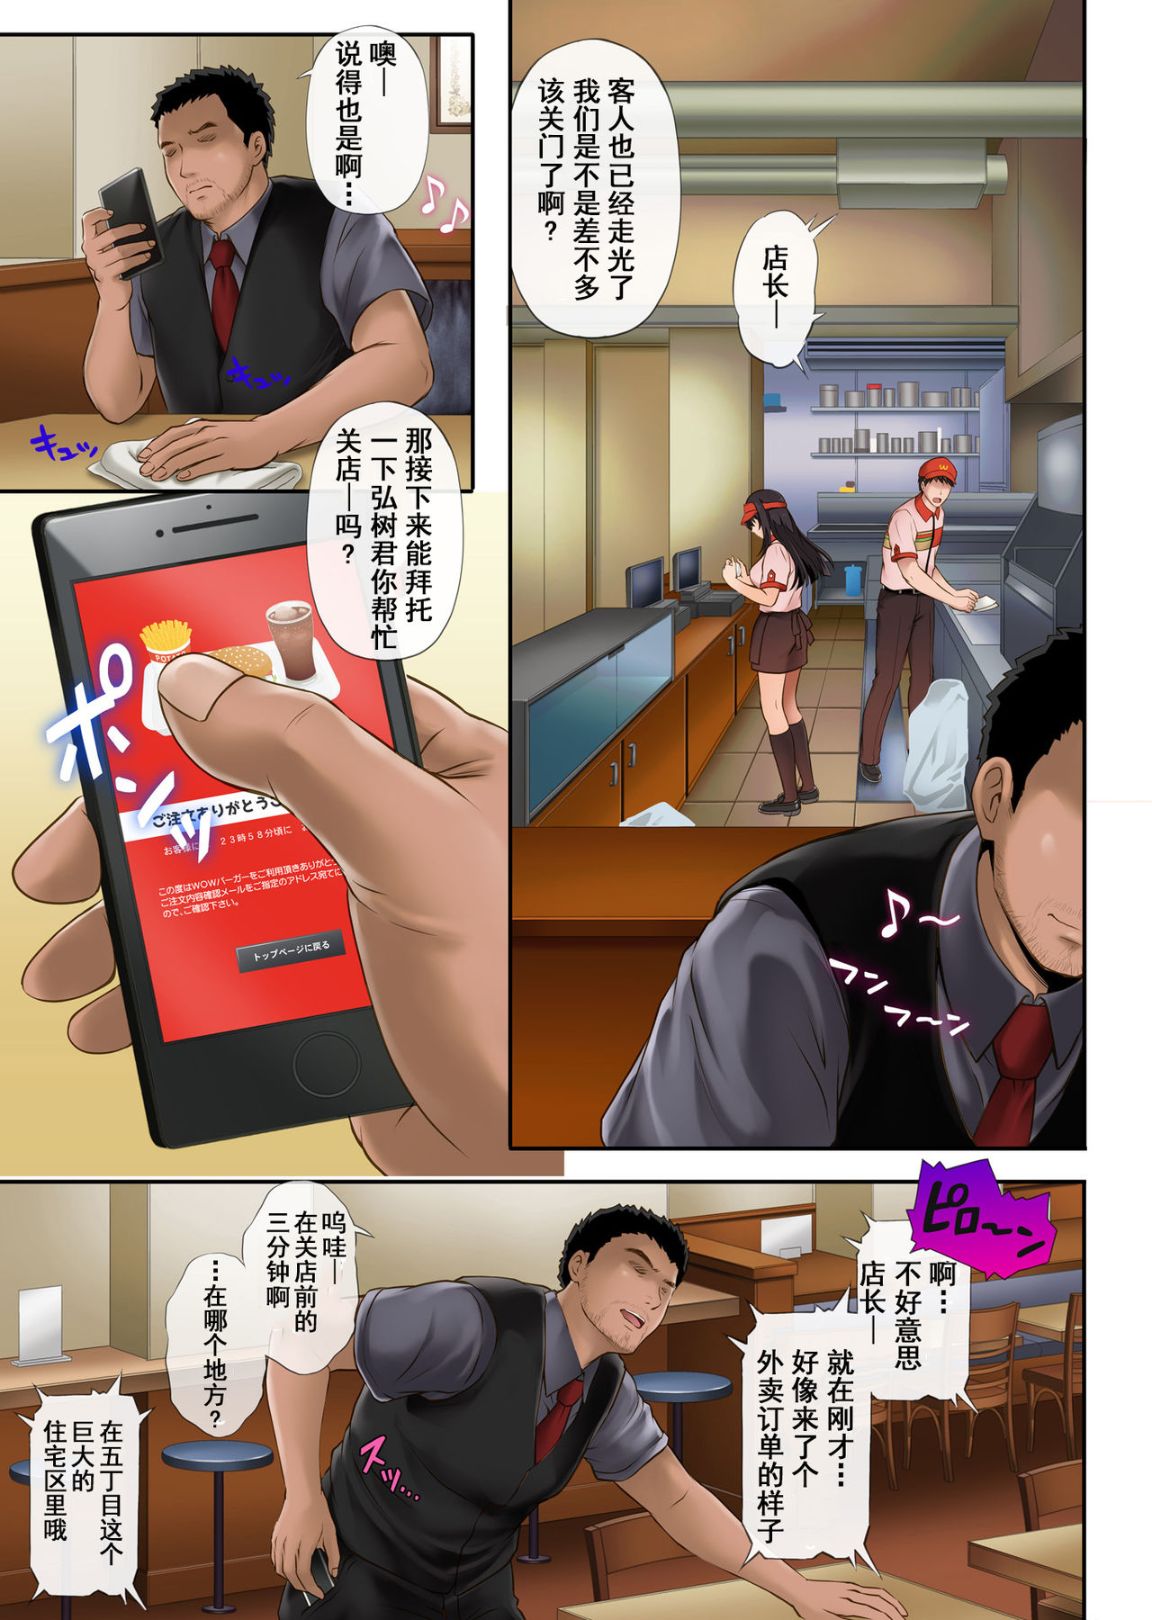 店长—
客人也已经走光了
我们是不是差不多
该关门了啊？
♪〜
フン
フ〜ン
噢—
说得也是啊…
♪♪
キュッ
キュッ
那接下来能拜托
一下弘树君你帮忙
关店—吗？
POTATO
ポンッ
ご注文ありがとうご
お客様に
２３時５８分頃に
この度はWOWバーガーをご利用頂きありがとう
ご注文内容確認メールをご指定のアドレス宛てに
ので、ご確認下さい。
トップページに戻る
ピロ〜ン
啊…
不好意思
店长—
就在刚才…
好像来了个
外卖订单的样子
スッ…
呜哇—
在关店前的
三分钟啊
…在哪个地方？
在五丁目这个
巨大的
住宅区里哦